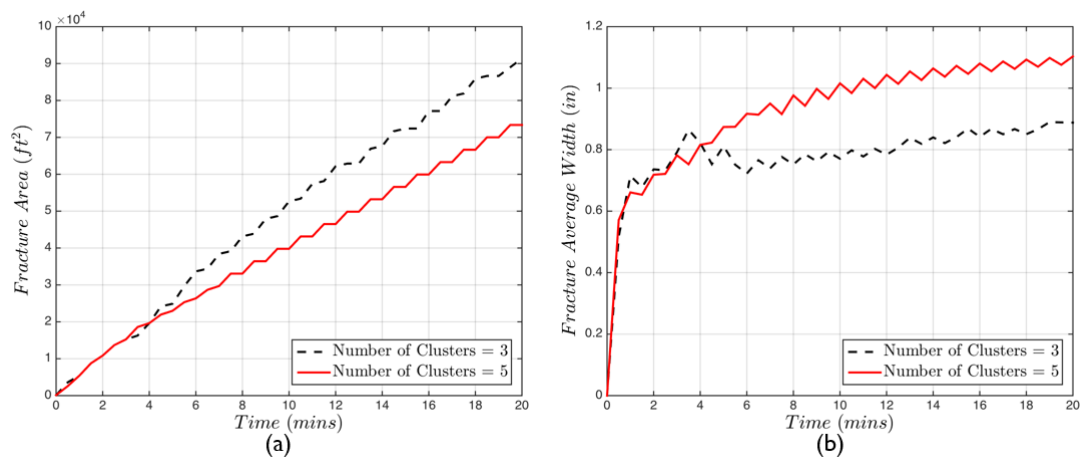 ×10⁴
10
9
8
7
6
5
4
3
2
1
0
Fracture Area (ft²)
0 2 4 6 8 10 12 14 16 18 20
Time (mins)
Number of Clusters = 3
Number of Clusters = 5
(a)
1.2
1
0.8
0.6
0.4
0.2
0
Fracture Average Width (in)
0 2 4 6 8 10 12 14 16 18 20
Time (mins)
Number of Clusters = 3
Number of Clusters = 5
(b)